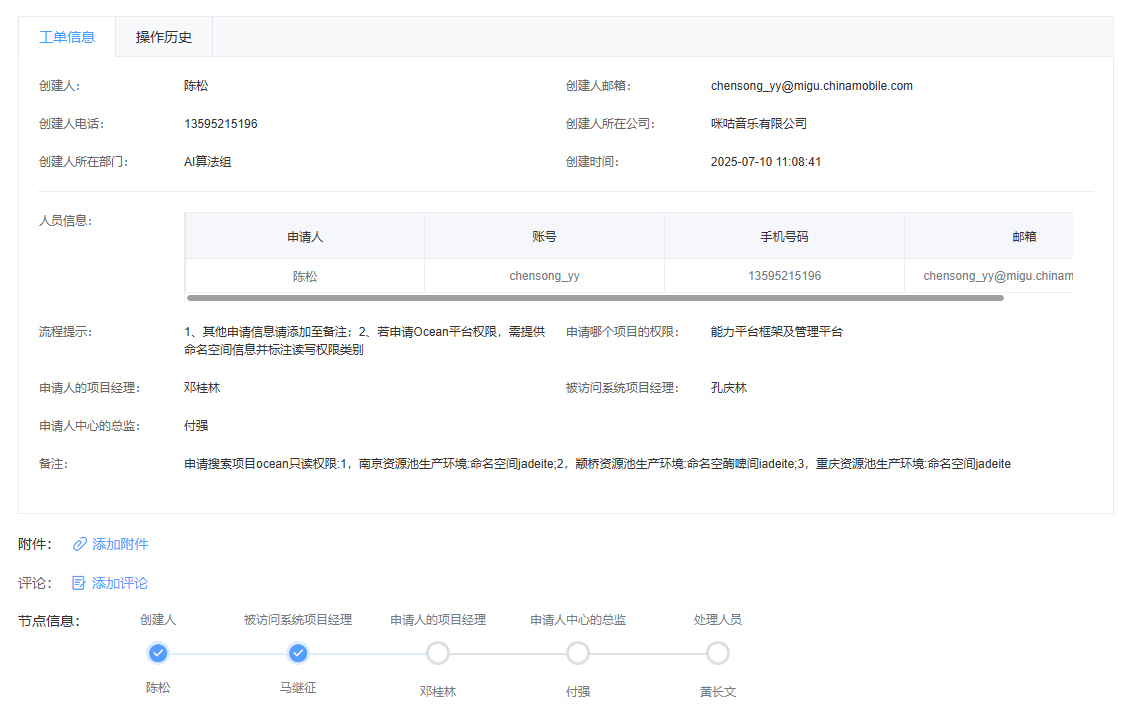 工单信息 操作历史
创建人: 陈松 创建人邮箱: chensong_yy@migu.chinamobile.com
创建人电话: 13595215196 创建人所在公司: 咪咕音乐有限公司
创建人所在部门: AI算法组 创建时间: 2025-07-10 11:08:41
人员信息:
申请人 账号 手机号码 邮箱
陈松 chensong_yy 13595215196 chensong_yy@migu.chinam
流程提示: 1、其他申请信息请添加至备注；2、若申请Ocean平台权限，需提供 申请哪个项目的权限: 能力平台框架及管理平台
命名空间信息并标注读写权限类别
申请人的项目经理: 邓桂林 被访问系统项目经理: 孔庆林
申请人中心的总监: 付强
备注: 申请搜索项目ocean只读权限:1，南京资源池生产环境:命名空间jadeite;2，颍桥资源池生产环境:命名空酶啤间iadeite;3，重庆资源池生产环境:命名空间jadeite
附件: 添加附件
评论: 添加评论
节点信息: 创建人 被访问系统项目经理 申请人的项目经理 申请人中心的总监 处理人员
陈松 马继征 邓桂林 付强 黄长文